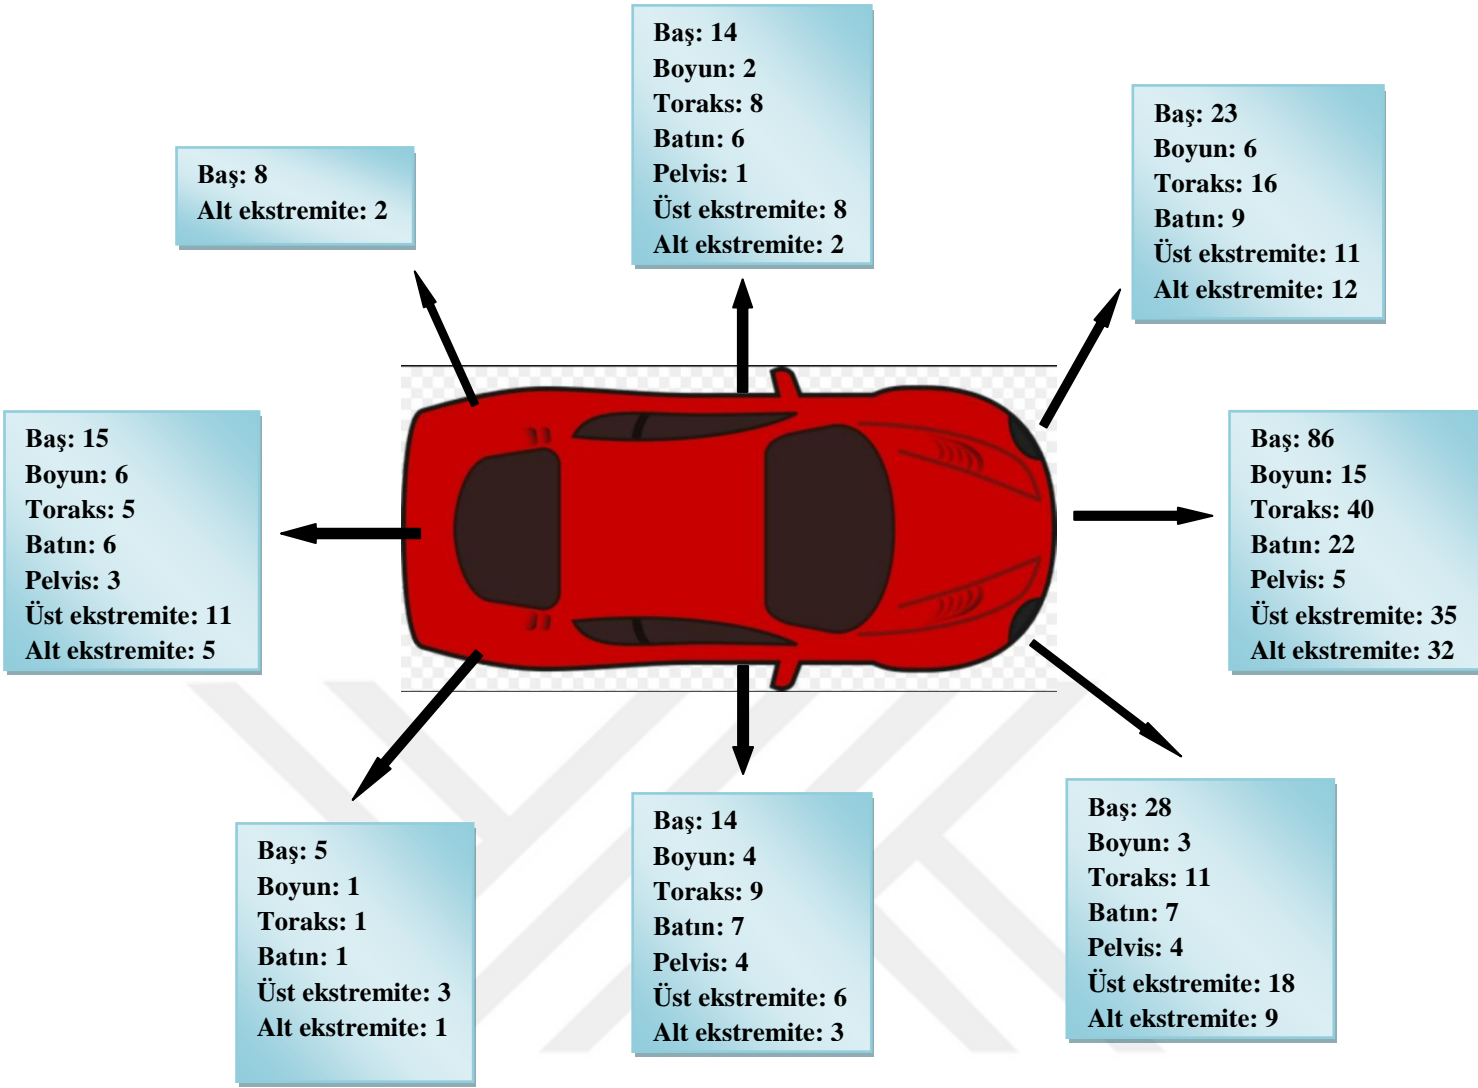 Baş: 14
Boyun: 2
Toraks: 8
Batın: 6
Pelvis: 1
Üst ekstremite: 8
Alt ekstremite: 2
Baş: 23
Boyun: 6
Toraks: 16
Batın: 9
Üst ekstremite: 11
Alt ekstremite: 12
Baş: 8
Alt ekstremite: 2
Baş: 15
Boyun: 6
Toraks: 5
Batın: 6
Pelvis: 3
Üst ekstremite: 11
Alt ekstremite: 5
Baş: 86
Boyun: 15
Toraks: 40
Batın: 22
Pelvis: 5
Üst ekstremite: 35
Alt ekstremite: 32
Baş: 5
Boyun: 1
Toraks: 1
Batın: 1
Üst ekstremite: 3
Alt ekstremite: 1
Baş: 14
Boyun: 4
Toraks: 9
Batın: 7
Pelvis: 4
Üst ekstremite: 6
Alt ekstremite: 3
Baş: 28
Boyun: 3
Toraks: 11
Batın: 7
Pelvis: 4
Üst ekstremite: 18
Alt ekstremite: 9